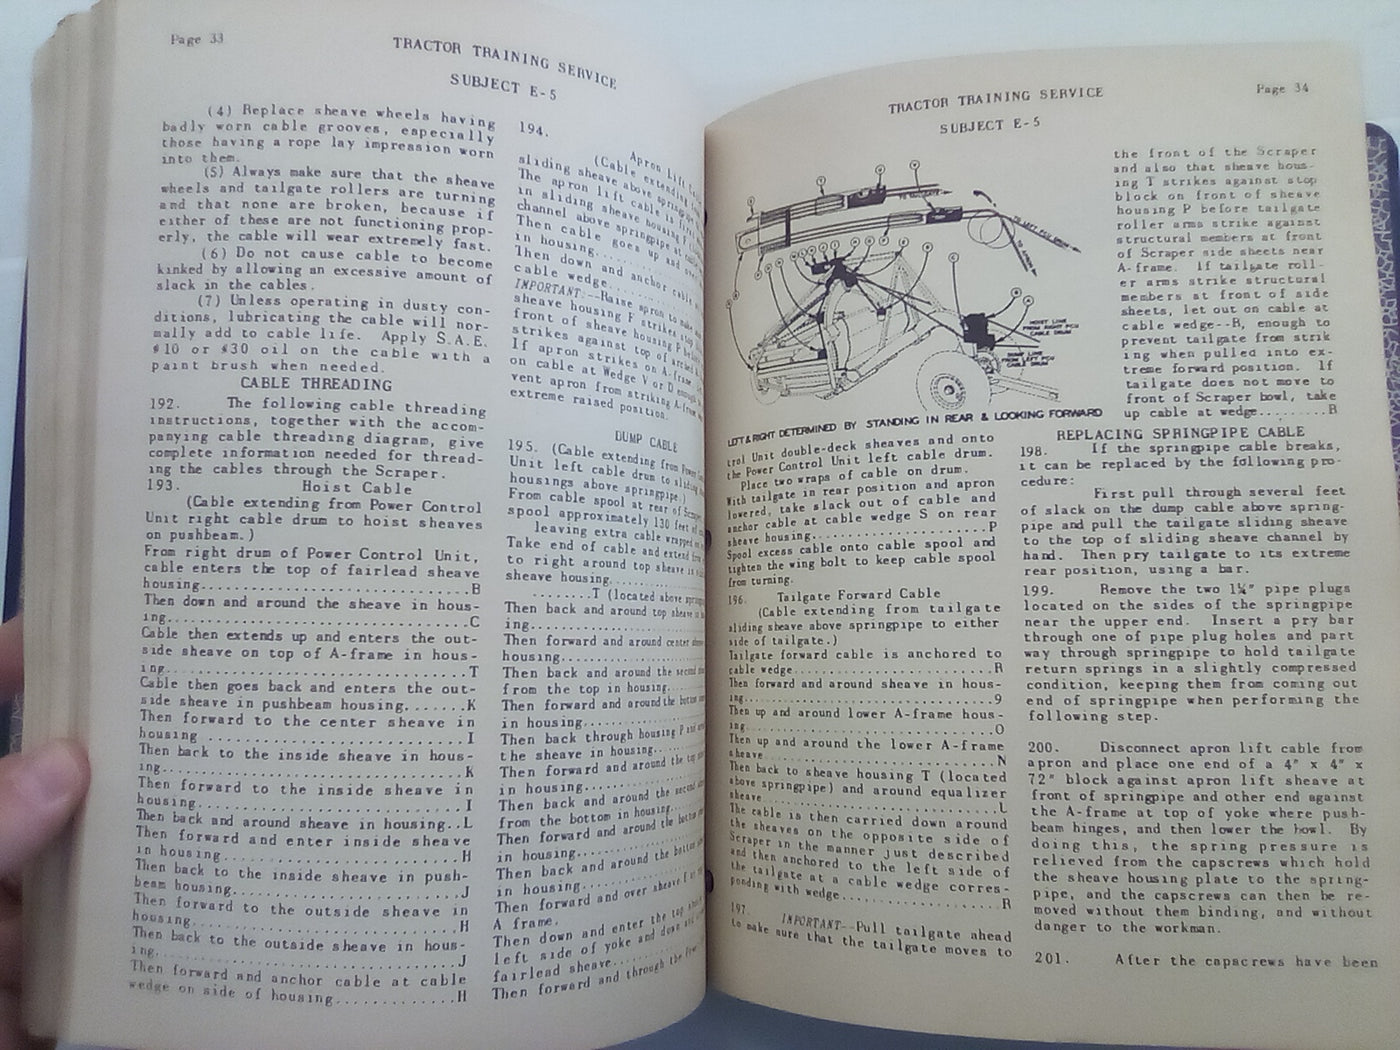 Page 33
TRACTOR TRAINING SERVICE
SUBJECT E-5
(4) Replace sheave wheels having
badly worn cable grooves, especially
those having a rope lay impression worn
into them.
(5) Always make sure that the sheave
wheels and tailgate rollers are turning
and that none are broken, because if
either of these are not functioning prop-
erly, the cable will wear extremely fast.
(6) Do not cause cable to become
kinked by allowing an excessive amount of
slack in the cables.
(7) Unless operating in dusty con-
ditions, lubricating the cable will nor-
mally add to cable life. Apply S.A.E.
#10 or #30 oil on the cable with a
paint brush when needed.
CABLE THREADING
192. The following cable threading
instructions, together with the accom-
panying cable threading diagram, give
complete information needed for thread-
ing the cables through the Scraper.
193. Hoist Cable
(Cable extending from Power Control
Unit right cable drum to hoist sheaves
on pushbeam.)
From right drum of Power Control Unit,
cable enters the top of fairlead sheave
housing..............................B
Then down and around the sheave in hous-
ing..................................C
Cable then extends up and enters the out-
side sheave on top of A-frame in hous-
ing..................................T
Cable then goes back and enters the out-
side sheave in pushbeam housing.......K
Then forward to the center sheave in
housing..............................I
Then back to the inside sheave in hous-
ing..................................K
Then forward to the inside sheave in
housing..............................I
Then back and around sheave in housing..L
Then forward and enter inside sheave
in housing...........................H
Then back to the inside sheave in push-
beam housing.........................J
Then forward to the outside sheave in
housing..............................H
Then back to the outside sheave in hous-
ing..................................J
Then forward and anchor cable at cable
wedge on side of housing.............H
194.
Apron Lift
(Cable extending
sliding sheave above
The apron lift cable is
in sliding sheave housing
channel above springpipe at
Then cable goes up and over
in housing.
Then down and anchor cable
cable wedge.
IMPORTANT:--Raise apron to make
sheave housing F strikes
front of sheave housing P
strikes against top of
If apron strikes on A-frame
on cable at Wedge V or D
vent apron from striking A-frame
extreme raised position.
DUMP CABLE
195. (Cable extending from Power
Unit left cable drum to sliding
housings above springpipe.)
From cable spool at rear of Scraper
spool approximately 130 feet of
leaving extra cable wrapped
Take end of cable and extend
to right around top sheave in
sheave housing.
........T (located above
Then back and around top sheave in
ing.
Then forward and around center sheave
housing.
Then back and around the second
from the top in housing.
Then forward and around the bottom
in housing.
Then back through housing P and
the sheave in housing.
Then forward and around the top
in housing.
Then back and around the second
from the bottom in housing.
Then forward and around the bottom
in housing.
Then back and around the bottom
in housing.
Then forward and over sheave
A frame.
Then down and enter the top
left side of yoke and down
fairlead sheave.
Then forward and through the
TRACTOR TRAINING SERVICE
Page 34
SUBJECT E-5
TO LEFT PCU DRUM
TO APRON
HOIST LINE
FROM RIGHT PCU
CABLE DRUM
DUMP LINE
FROM LEFT PCU
CABLE DRUM
LEFT & RIGHT DETERMINED BY STANDING IN REAR & LOOKING FORWARD
trol Unit double-deck sheaves and onto
the Power Control Unit left cable drum.
Place two wraps of cable on drum.
With tailgate in rear position and apron
lowered, take slack out of cable and
anchor cable at cable wedge S on rear
sheave housing.......................P
Spool excess cable onto cable spool and
tighten the wing bolt to keep cable spool
from turning.
196. Tailgate Forward Cable
(Cable extending from tailgate
sliding sheave above springpipe to either
side of tailgate.)
Tailgate forward cable is anchored to
cable wedge..........................R
Then forward and around sheave in hous-
ing..................................9
Then up and around lower A-frame hous-
ing..................................O
Then up and around the lower A-frame
sheave...............................N
Then back to sheave housing T (located
above springpipe) and around equalizer
sheave...............................L
The cable is then carried down around
the sheaves on the opposite side of
Scraper in the manner just described
and then anchored to the left side of
the tailgate at a cable wedge corres-
ponding with wedge...................R
197. IMPORTANT--Pull tailgate ahead
to make sure that the tailgate moves to
the front of the Scraper
and also that sheave hous-
ing T strikes against stop
block on front of sheave
housing P before tailgate
roller arms strike against
structural members at front
of Scraper side sheets near
A-frame. If tailgate roll-
er arms strike structural
members at front of side
sheets, let out on cable at
cable wedge--R, enough to
prevent tailgate from strik
ing when pulled into ex-
treme forward position. If
tailgate does not move to
front of Scraper bowl, take
up cable at wedge.........R
REPLACING SPRINGPIPE CABLE
198. If the springpipe cable breaks,
it can be replaced by the following pro-
cedure:
First pull through several feet
of slack on the dump cable above spring-
pipe and pull the tailgate sliding sheave
to the top of sliding sheave channel by
hand. Then pry tailgate to its extreme
rear position, using a bar.
199. Remove the two 1¼" pipe plugs
located on the sides of the springpipe
near the upper end. Insert a pry bar
through one of pipe plug holes and part
way through springpipe to hold tailgate
return springs in a slightly compressed
condition, keeping them from coming out
end of springpipe when performing the
following step.
200. Disconnect apron lift cable from
apron and place one end of a 4" x 4" x
72" block against apron lift sheave at
front of springpipe and other end against
the A-frame at top of yoke where push-
beam hinges, and then lower the bowl. By
doing this, the spring pressure is
relieved from the capscrews which hold
the sheave housing plate to the spring-
pipe, and the capscrews can then be re-
moved without them binding, and without
danger to the workman.
201. After the capscrews have been